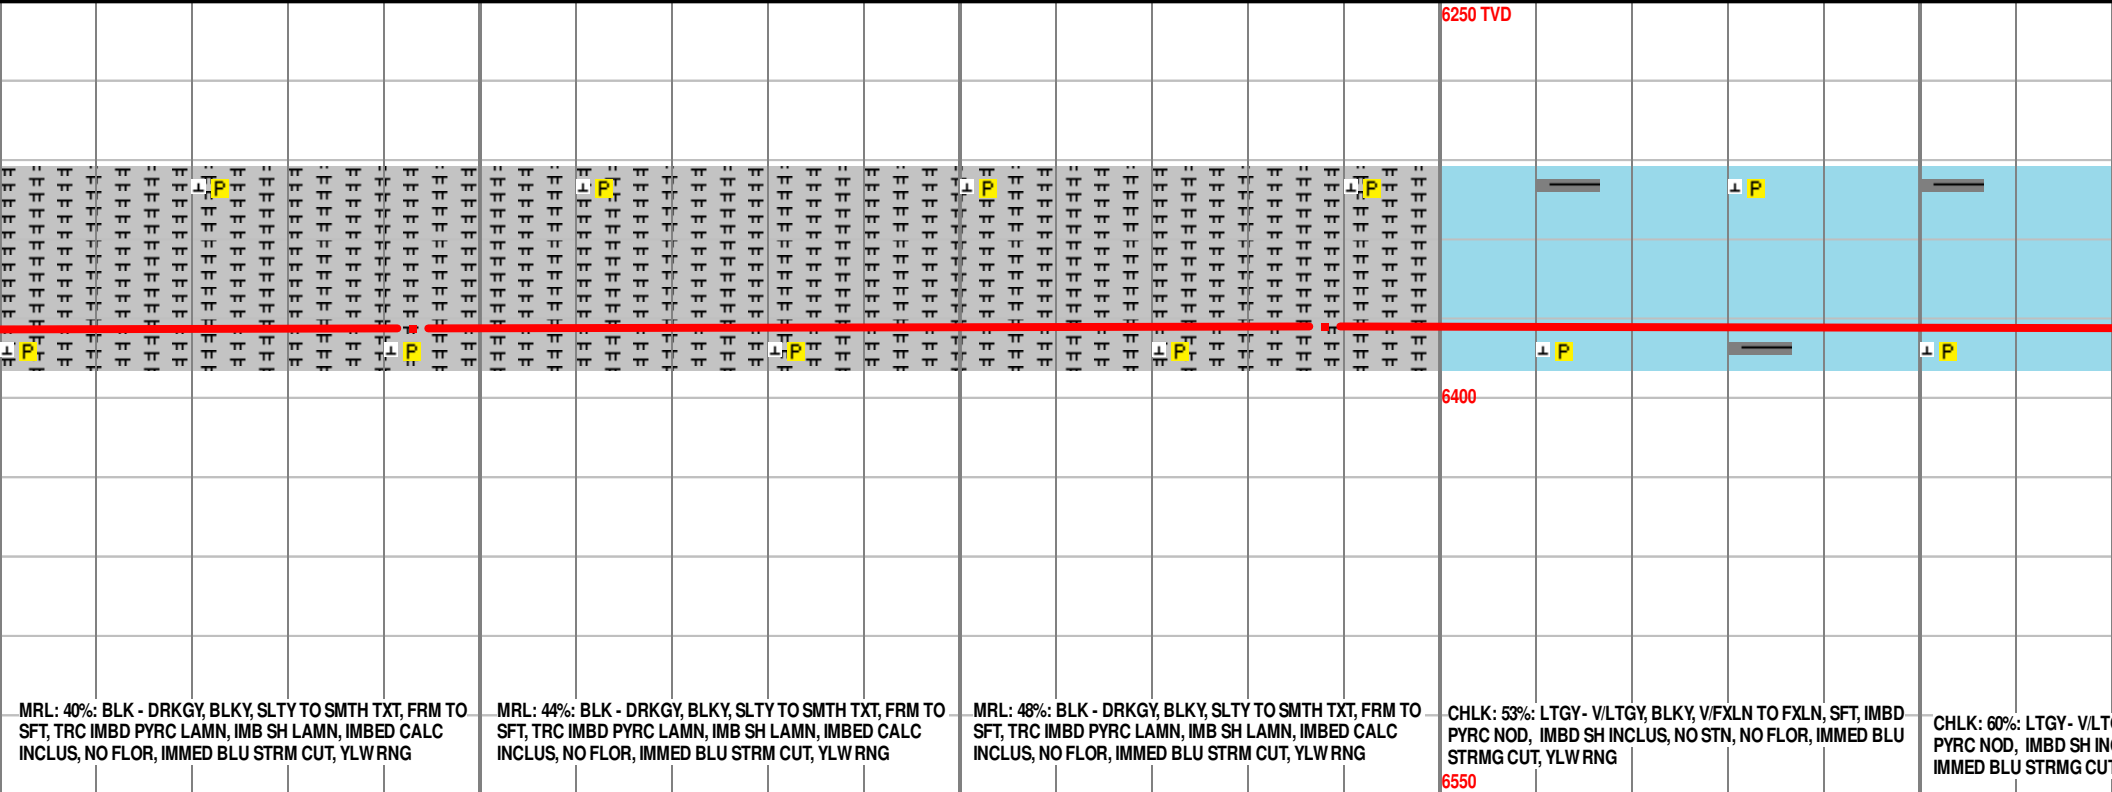 6250 TVD
P
P
P
P
P
P
P
P
P
P
P
6400
MRL: 40%: BLK - DRKGY, BLKY, SLTY TO SMTH TXT, FRM TO
SFT, TRC IMBD PYRC LAMN, IMB SH LAMN, IMBED CALC
INCLUS, NO FLOR, IMMED BLU STRM CUT, YLW RNG
MRL: 44%: BLK - DRKGY, BLKY, SLTY TO SMTH TXT, FRM TO
SFT, TRC IMBD PYRC LAMN, IMB SH LAMN, IMBED CALC
INCLUS, NO FLOR, IMMED BLU STRM CUT, YLW RNG
MRL: 48%: BLK - DRKGY, BLKY, SLTY TO SMTH TXT, FRM TO
SFT, TRC IMBD PYRC LAMN, IMB SH LAMN, IMBED CALC
INCLUS, NO FLOR, IMMED BLU STRM CUT, YLW RNG
CHLK: 53%: LTGY - V/LTGY, BLKY, V/FXLN TO FXLN, SFT, IMBD
PYRC NOD, IMBD SH INCLUS, NO STN, NO FLOR, IMMED BLU
STRMG CUT, YLW RNG
CHLK: 60%: LTGY - V/LTG
PYRC NOD, IMBD SH IN
IMMED BLU STRMG CUT
6550